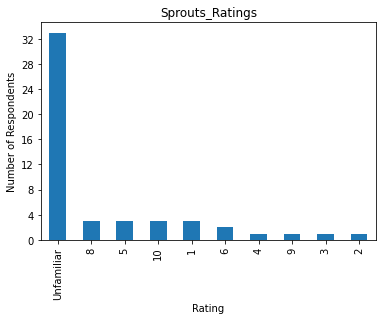 Sprouts_Ratings
Number of Respondents
32
28
24
20
16
12
8
4
0
Unfamiliar 8 5 10 1 6 4 9 3 2
Rating